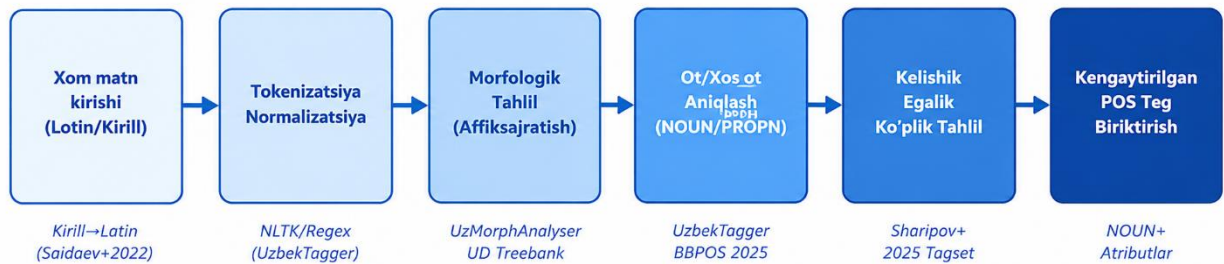 Xom matn
kirishi
(Lotin/Kirill)
Kirill→Latin
(Saidaev+2022)
Tokenizatsiya
Normalizatsiya
NLTK/Regex
(UzbekTagger)
Morfologik
Tahlil
(Affiksajratish)
UzMorphAnalyser
UD Treebank
Ot/Xos ot
Aniqlash
(NOUN/PROPN)
UzbekTagger
BBPOS 2025
Kelishik
Egalik
Ko'plik Tahlil
Sharipov+
2025 Tagset
Kengaytirilgan
POS Teg
Biriktirish
NOUN+
Atributlar